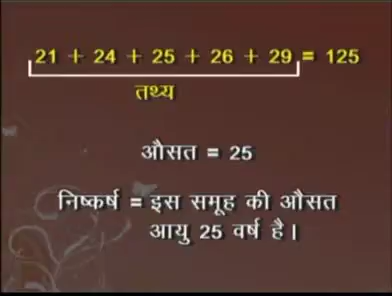 21 + 24 + 25 + 26 + 29 = 125
तथ्य
औसत = 25
निष्कर्ष = इस समूह की औसत
आयु 25 वर्ष है।